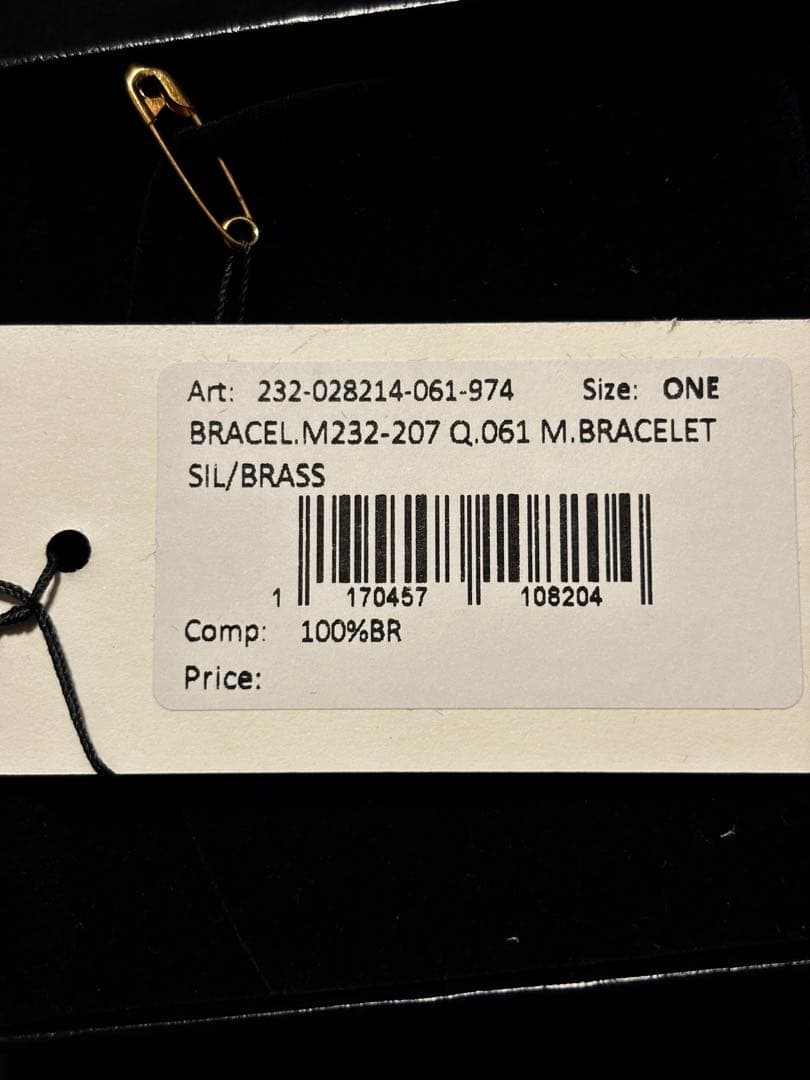 Art: 232-028214-061-974 Size: ONE
BRACEL.M232-207 Q.061 M.BRACELET
SIL/BRASS
1 170457 108204
Comp: 100%BR
Price: